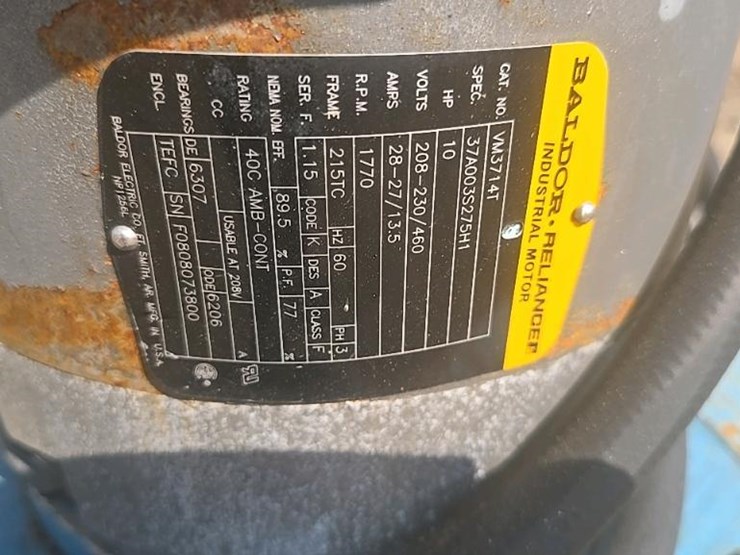 BALDOR • RELIANCER
INDUSTRIAL MOTOR
CAT. NO. VM3714T
SPEC. 37A003S275H1
HP 10
VOLTS 208-230/460
AMPS 28-27/13.5
R.P.M. 1770
FRAME 215TC HZ 60 PH 3
SER. F. 1.15 CODE K DES A CLASS F
NEMA NOM. EFF. 89.5 % P.F. 77 %
RATING 40C AMB-CONT
CC USABLE AT 208V A
BEARINGS DE 6307 ODE 6206
ENCL TEFC SN F0808073800
BALDOR ELECTRIC CO. FT. SMITH, AR. MFG. IN U.S.A.
NP1256L